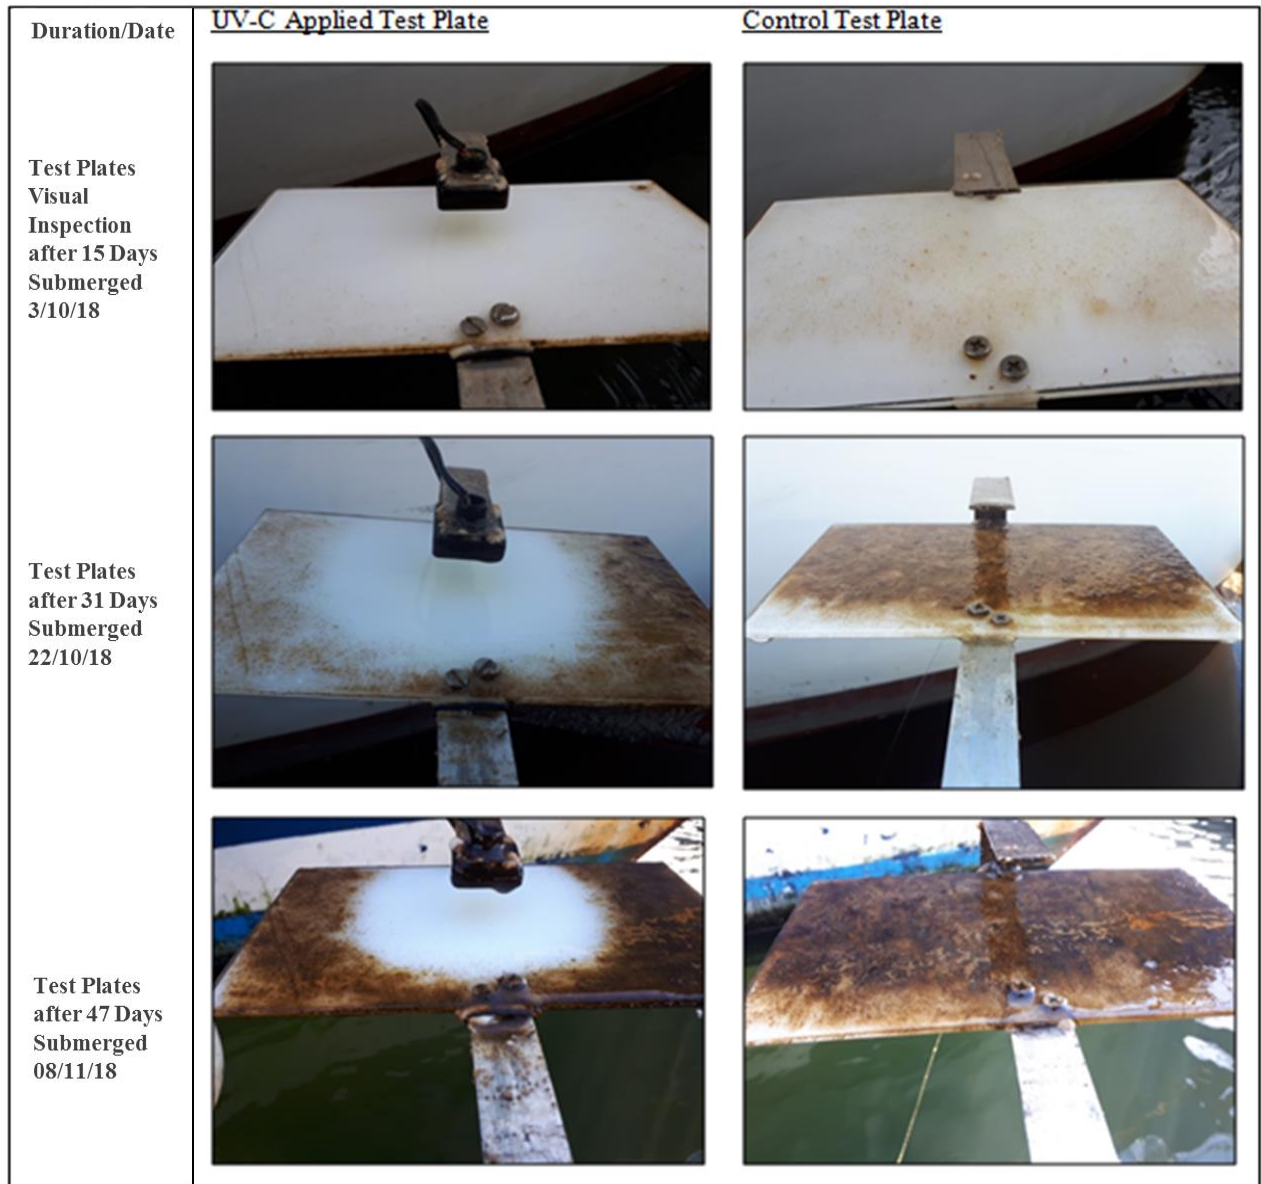 Duration/Date
UV-C Applied Test Plate
Control Test Plate
Test Plates
Visual
Inspection
after 15 Days
Submerged
3/10/18
Test Plates
after 31 Days
Submerged
22/10/18
Test Plates
after 47 Days
Submerged
08/11/18